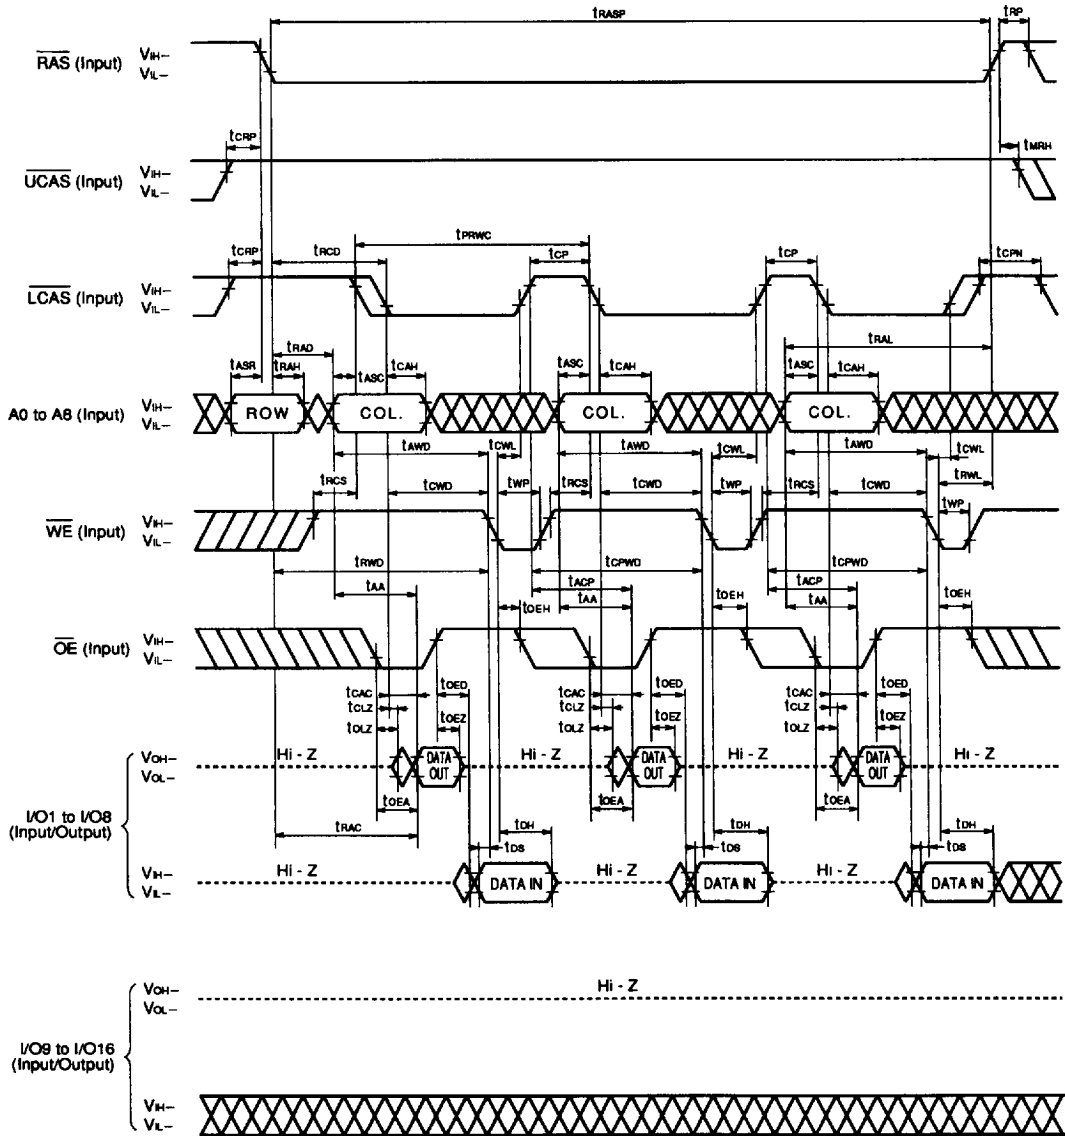 tRASP
tRP
RAS (Input)
VIH–
VIL–
tCRP
tMRH
UCAS (Input)
VIH–
VIL–
tPRWC
tCRP
tRCD
tCP
tCP
tCPN
LCAS (Input)
VIH–
VIL–
tRAD
tRAL
tASR
tRAH
tASC
tCAH
tASC
tCAH
tASC
tCAH
A0 to A8 (Input)
VIH–
VIL–
ROW
COL.
COL.
COL.
tAWD
tCWL
tAWD
tCWL
tAWD
tCWL
tRCS
tCWD
tWP
tRCS
tCWD
tWP
tRCS
tCWD
tRWL
tWP
WE (Input)
VIH–
VIL–
tRWD
tCPWD
tCPWD
tAA
tACP
tAA
tACP
tAA
tOEH
tOEH
tOEH
OE (Input)
VIH–
VIL–
tCAC
tOED
tCAC
tOED
tCAC
tOED
tCLZ
tCLZ
tCLZ
tOLZ
tOEZ
tOLZ
tOEZ
tOLZ
tOEZ
VOH–
VOL–
Hi - Z
DATA OUT
Hi - Z
DATA OUT
Hi - Z
DATA OUT
Hi - Z
I/O1 to I/O8
(Input/Output)
tOEA
tOEA
tOEA
tRAC
tDH
tDH
tDH
tDS
tDS
tDS
VIH–
VIL–
Hi - Z
DATA IN
Hi - Z
DATA IN
Hi - Z
DATA IN
VOH–
VOL–
Hi - Z
I/O9 to I/O16
(Input/Output)
VIH–
VIL–